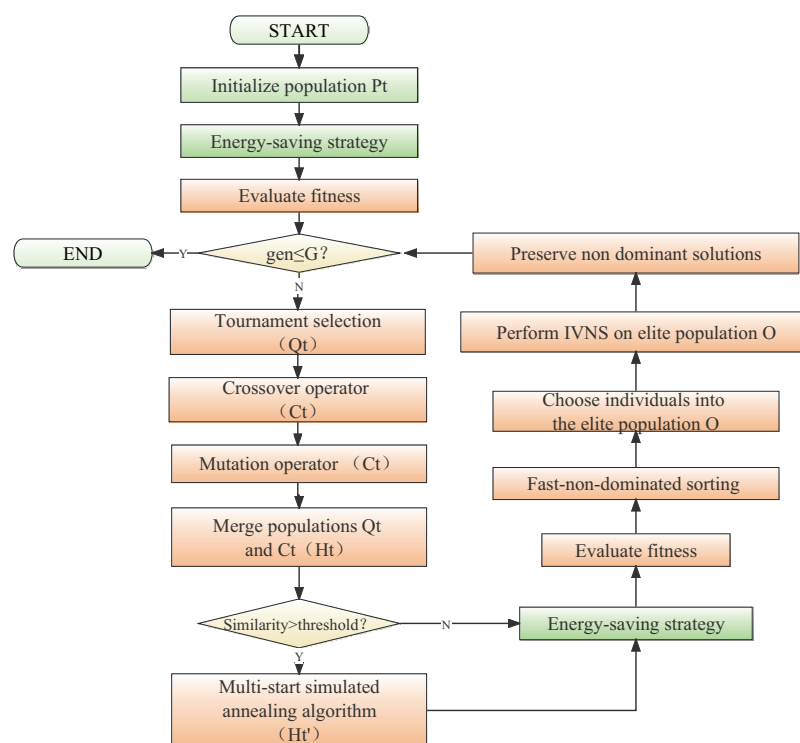 START
Initialize population Pt
Energy-saving strategy
Evaluate fitness
gen≤G？
Y
END
N
Tournament selection
（Qt）
Crossover operator
（Ct）
Mutation operator （Ct）
Merge populations Qt
and Ct（Ht）
Similarity>threshold？
N
Y
Multi-start simulated
annealing algorithm
（Ht'）
Energy-saving strategy
Evaluate fitness
Fast-non-dominated sorting
Choose individuals into
the elite population O
Perform IVNS on elite population O
Preserve non dominant solutions